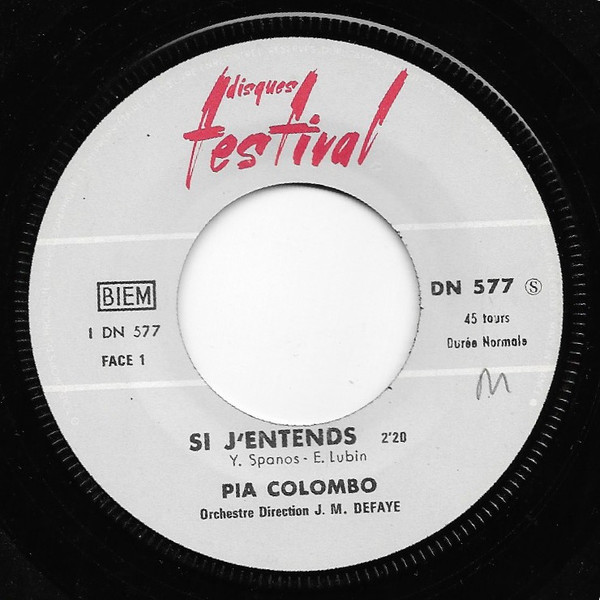 disques
festival
BIEM
1 DN 577
FACE 1
DN 577 Ⓢ
45 tours
Durée Normale
M
SI J'ENTENDS 2'20
Y. Spanos - E. Lubin
PIA COLOMBO
Orchestre Direction J. M. DEFAYE